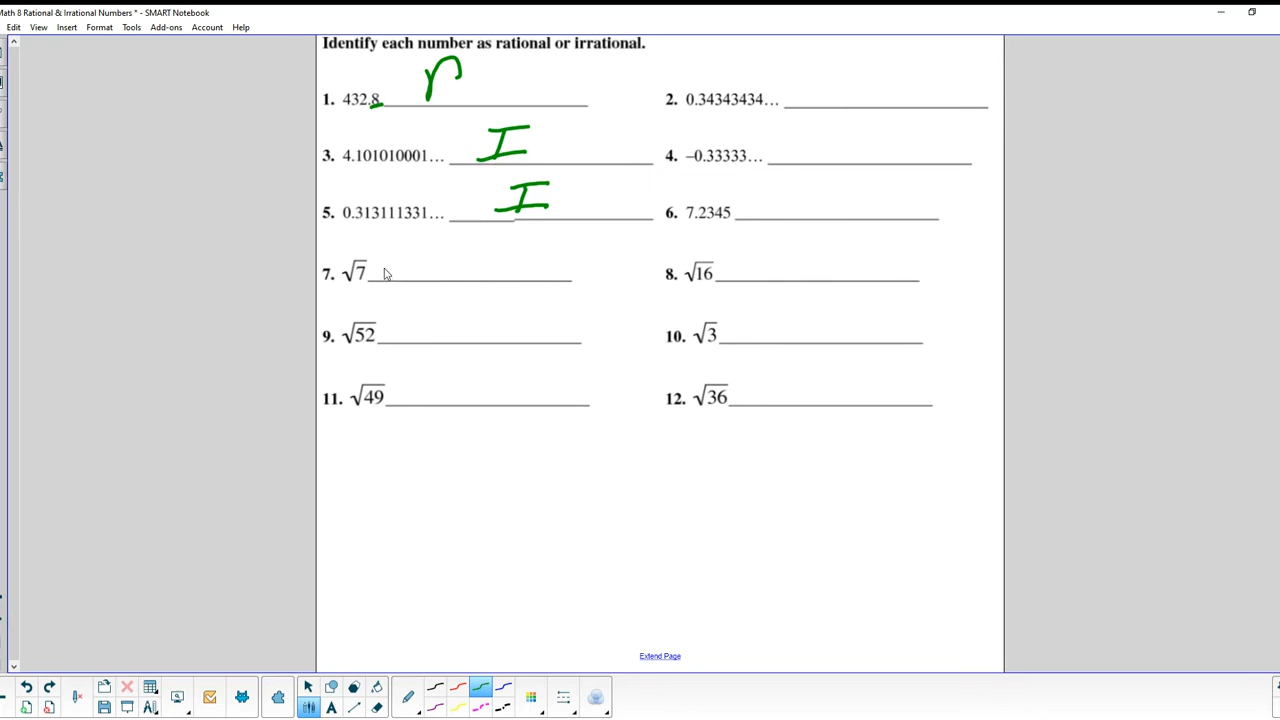 Math 8 Rational & Irrational Numbers * - SMART Notebook
Edit View Insert Format Tools Add-ons Account Help
Identify each number as rational or irrational.
1. 432.8 r
2. 0.34343434…
3. 4.101010001… I
4. –0.33333…
5. 0.313111331… I
6. 7.2345
7. √7
8. √16
9. √52
10. √3
11. √49
12. √36
Extend Page